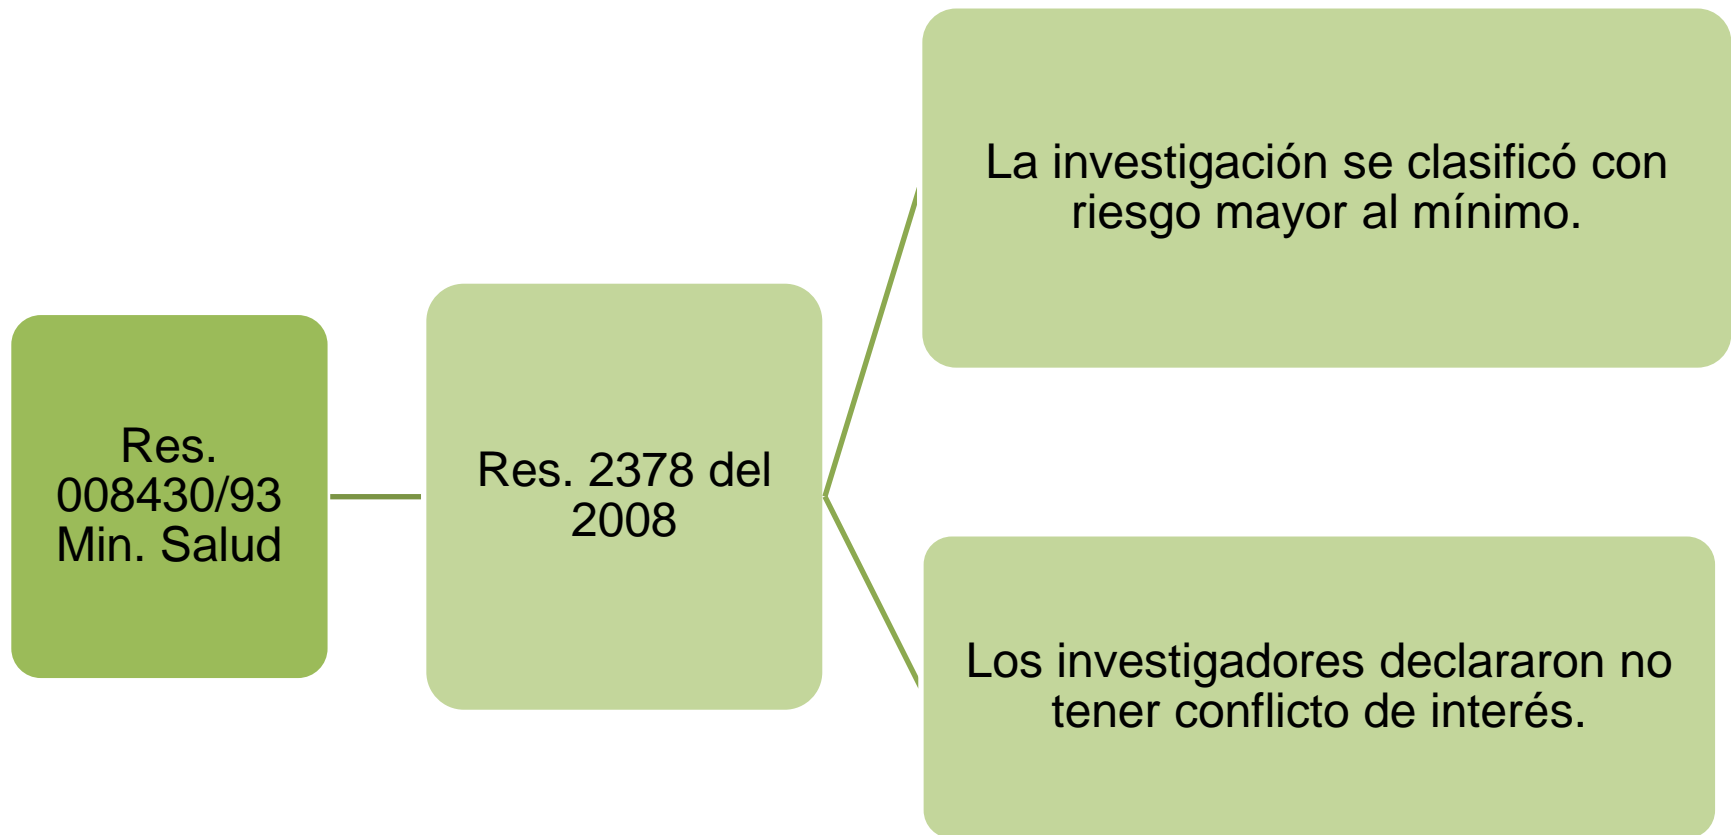 Res.
008430/93
Min. Salud
Res. 2378 del
2008
La investigación se clasificó con
riesgo mayor al mínimo.
Los investigadores declararon no
tener conflicto de interés.